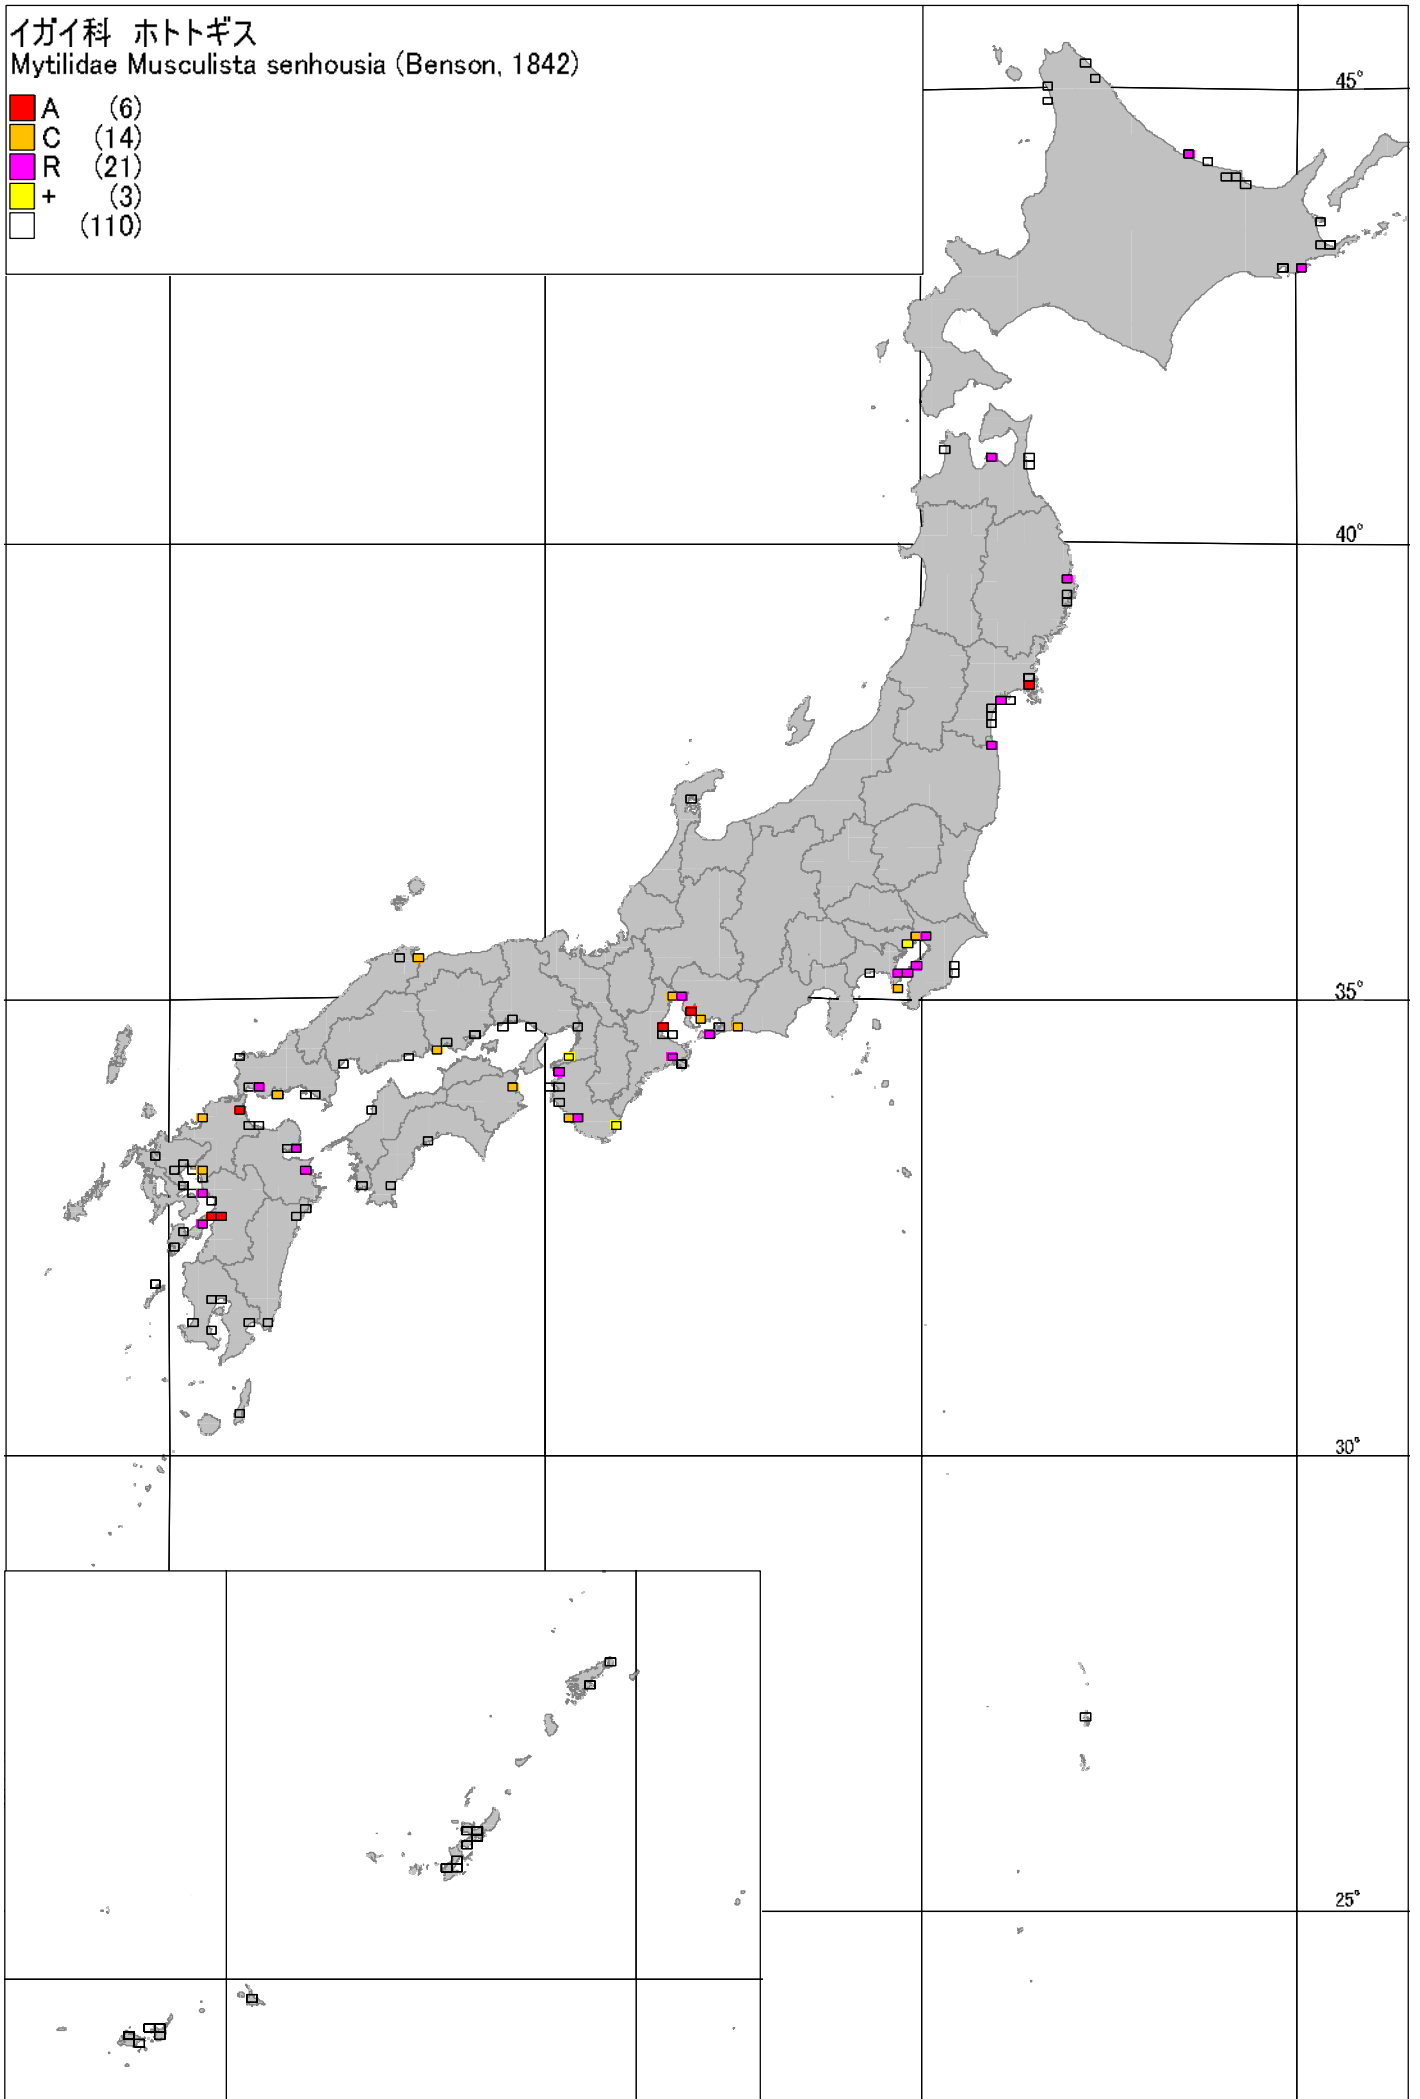 イガイ科 ホトトギス
Mytilidae Musculista senhousia (Benson, 1842)
A (6)
C (14)
R (21)
+ (3)
(110)
45°
40°
35°
30°
25°